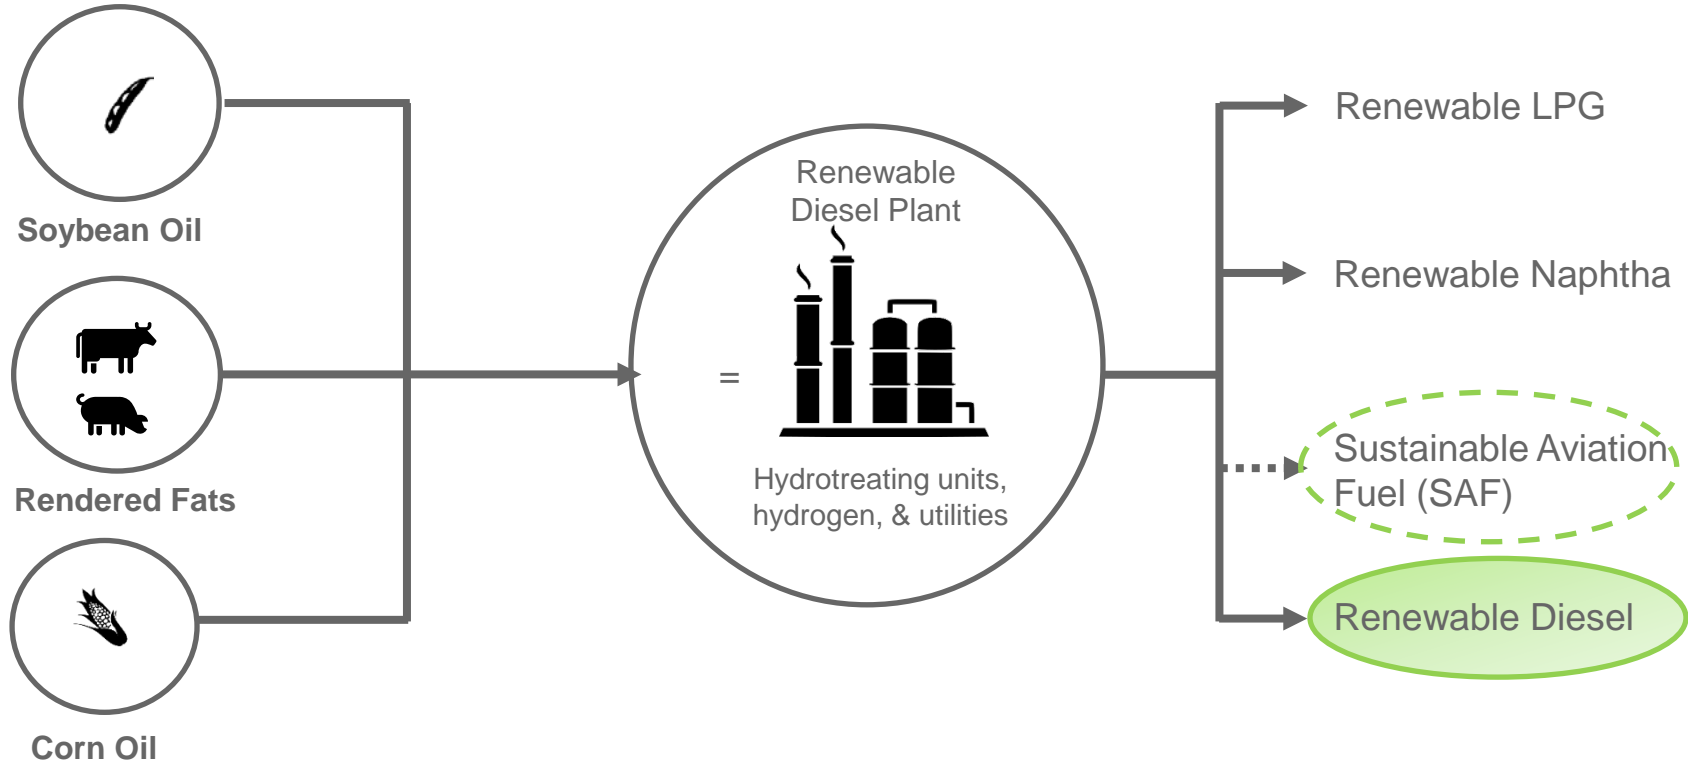 Soybean Oil
Rendered Fats
Corn Oil
Renewable
Diesel Plant
=
Hydrotreating units,
hydrogen, & utilities
Renewable LPG
Renewable Naphtha
Sustainable Aviation
Fuel (SAF)
Renewable Diesel